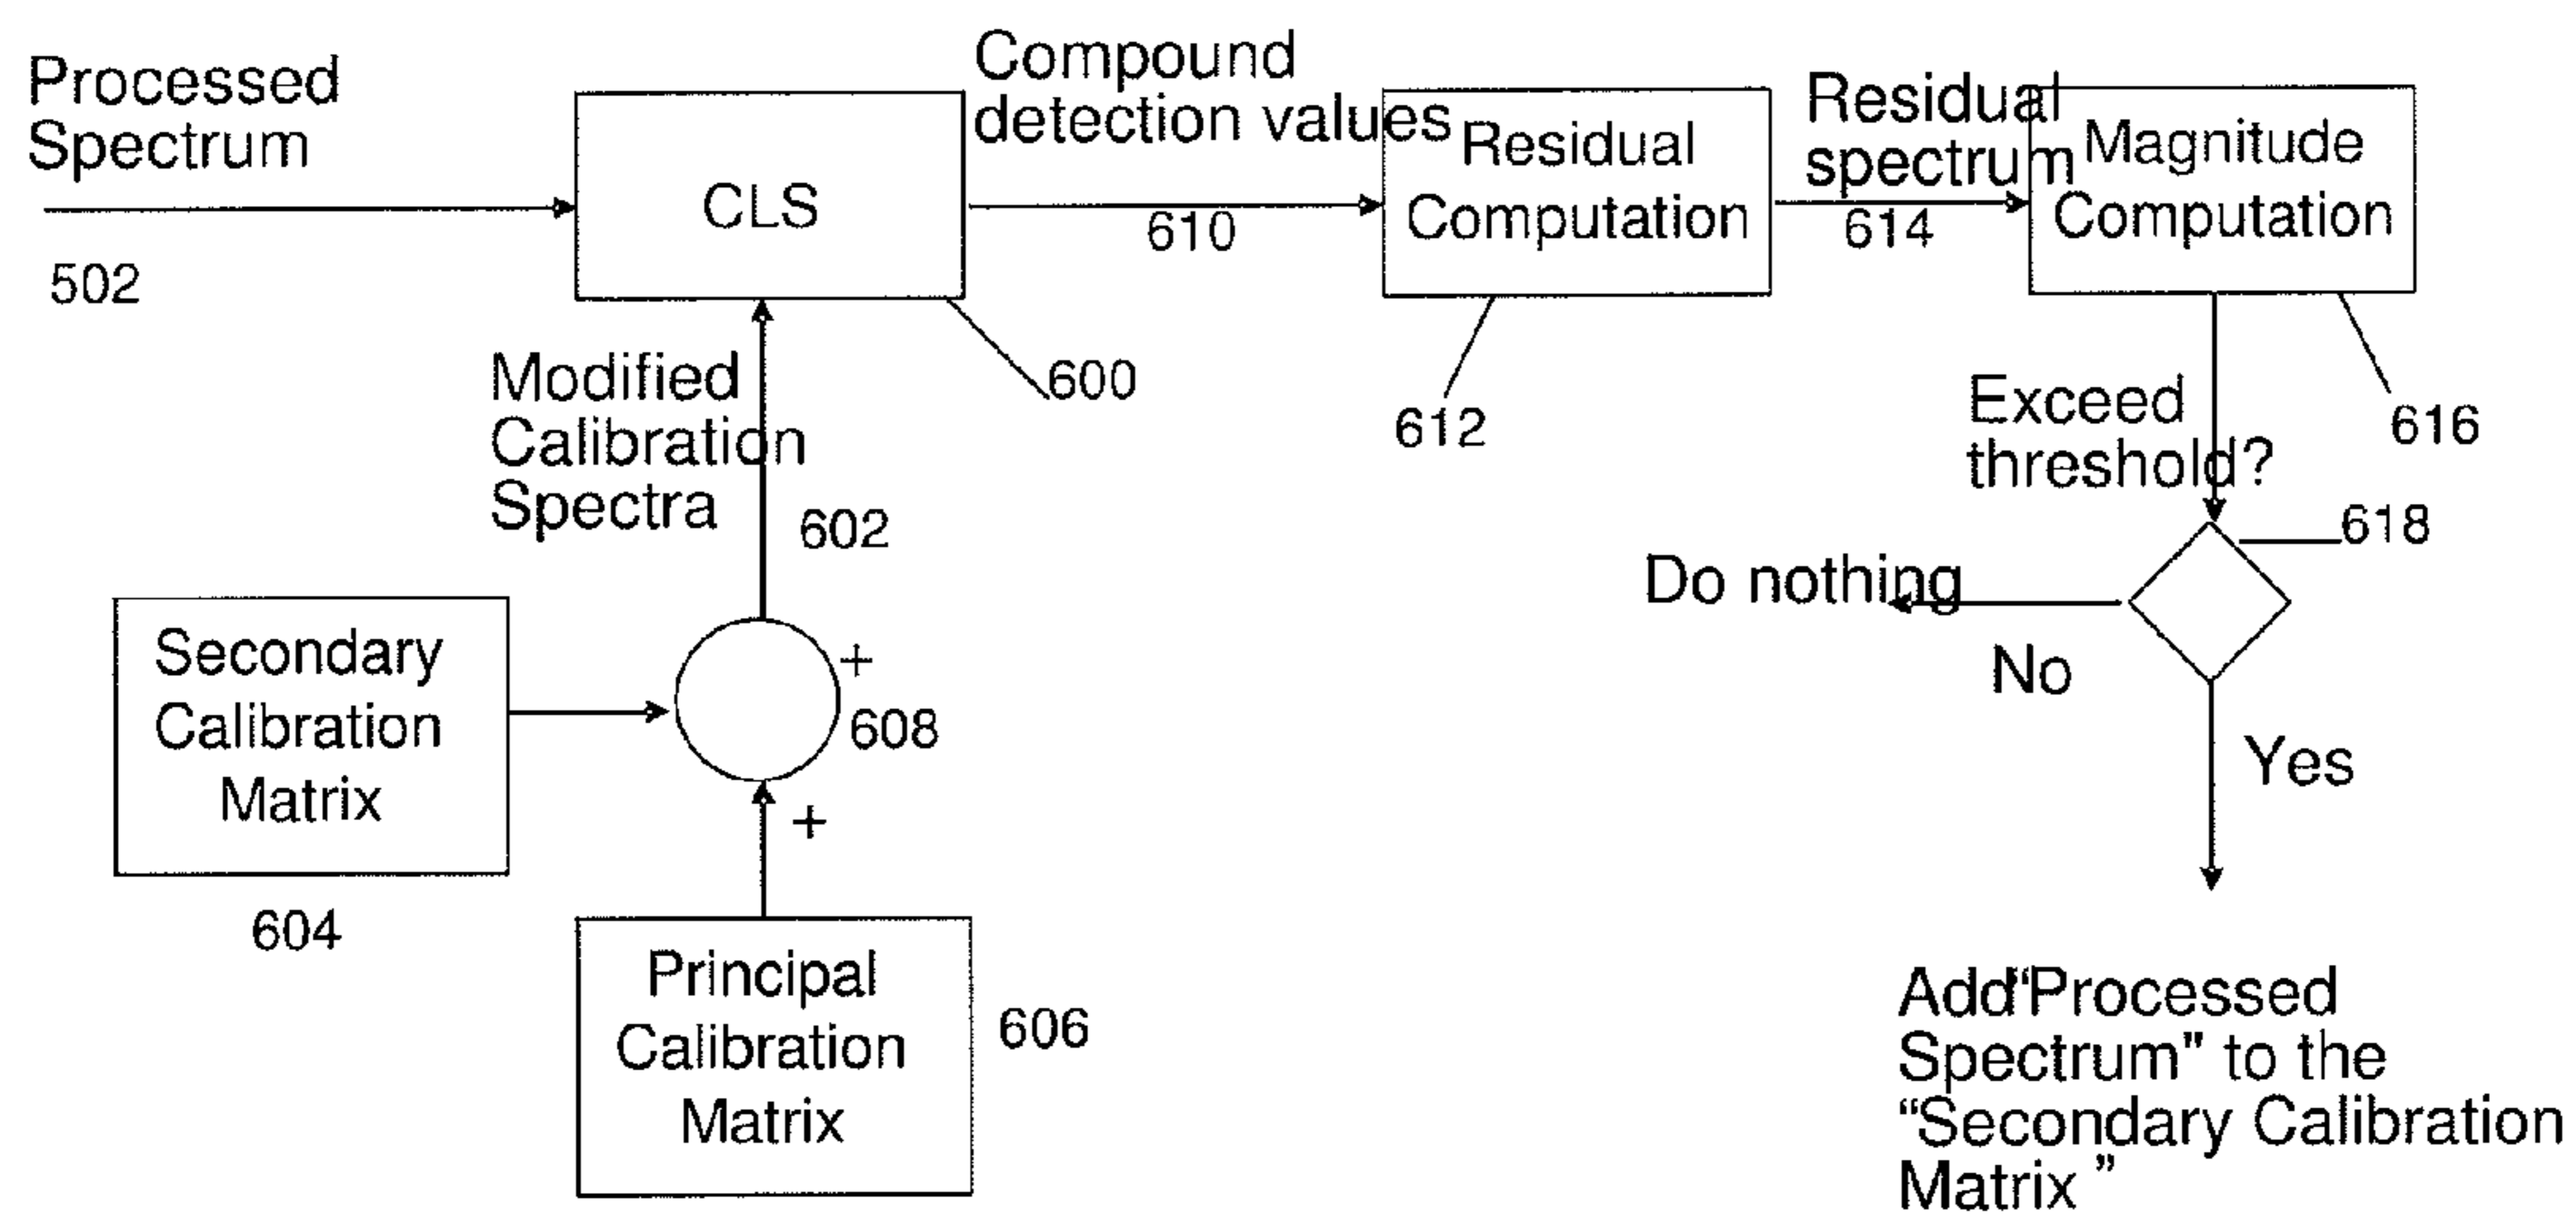 Processed
Spectrum
502
CLS
600
Compound
detection values
610
Residual
Computation
612
Residual
spectrum
614
Magnitude
Computation
616
Modified
Calibration
Spectra
602
Exceed
threshold?
618
Do nothing
No
Yes
Secondary
Calibration
Matrix
604
+
608
+
Principal
Calibration
Matrix
606
Add“Processed
Spectrum" to the
“Secondary Calibration
Matrix ”